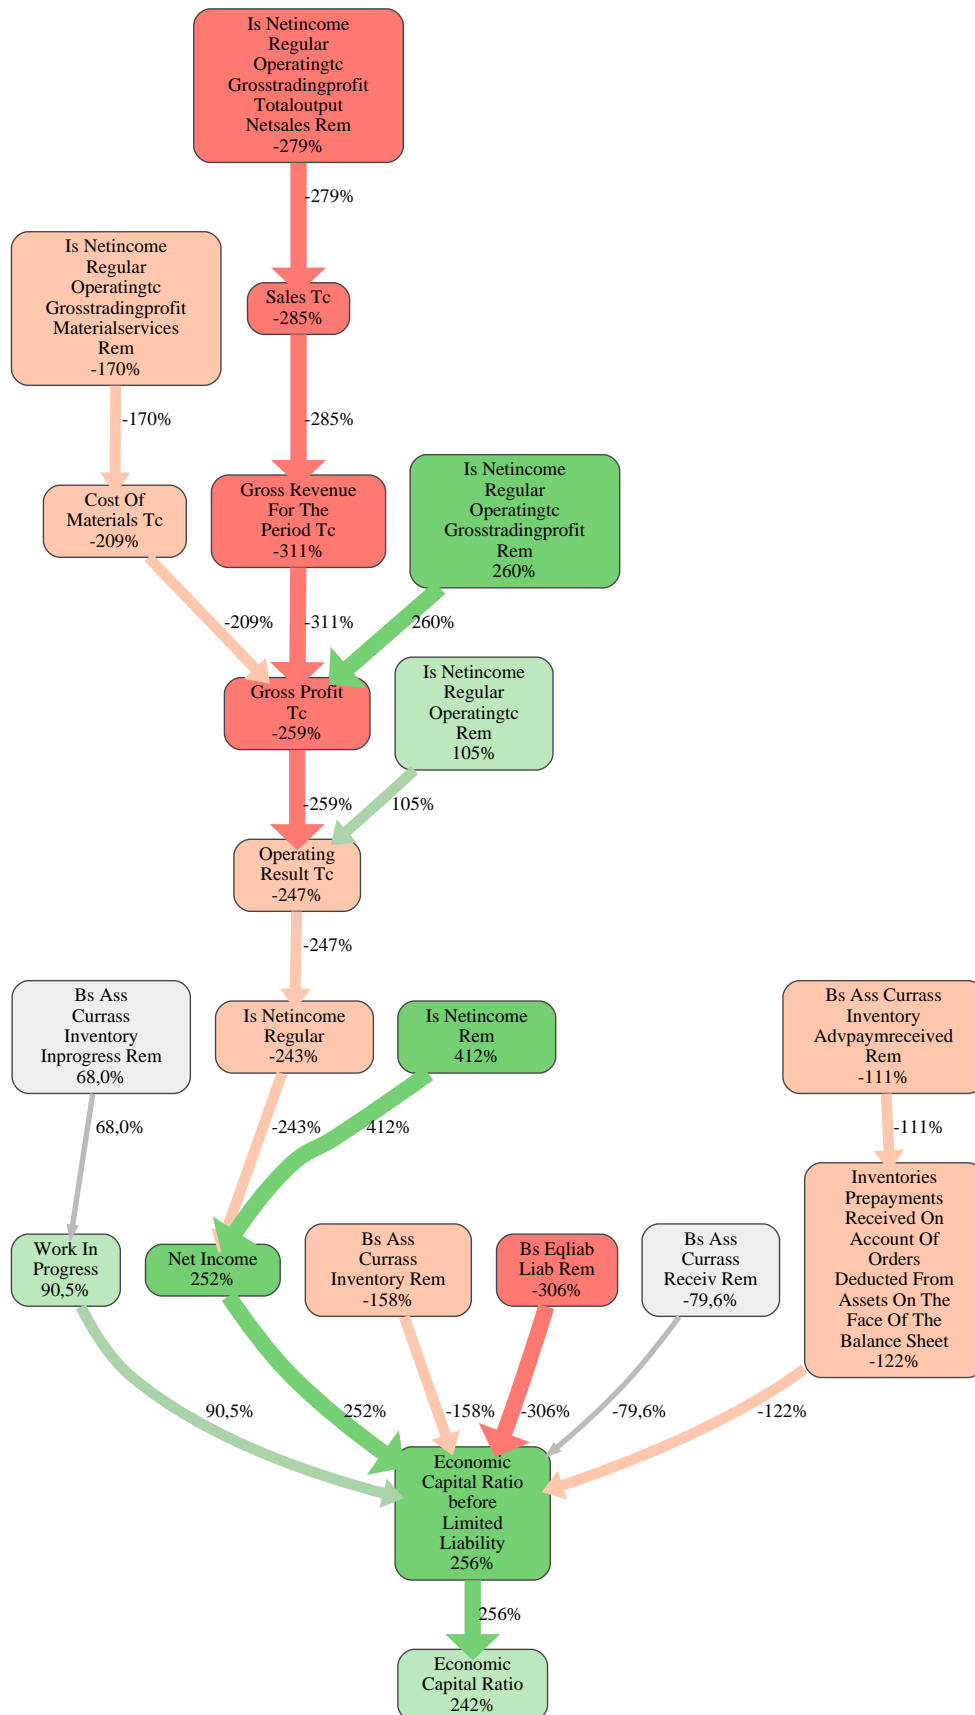 Is Netincome
Regular
Operatingtc
Grosstradingprofit
Totaloutput
Netsales Rem
-279%
-279%
Is Netincome
Regular
Operatingtc
Grosstradingprofit
Materialservices
Rem
-170%
Sales Tc
-285%
-170%
-285%
Cost Of
Materials Tc
-209%
Gross Revenue
For The
Period Tc
-311%
Is Netincome
Regular
Operatingtc
Grosstradingprofit
Rem
260%
-209%
-311%
260%
Gross Profit
Tc
-259%
Is Netincome
Regular
Operatingtc
Rem
105%
-259%
105%
Operating
Result Tc
-247%
-247%
Bs Ass
Currass
Inventory
Inprogress Rem
68,0%
Is Netincome
Regular
-243%
Is Netincome
Rem
412%
Bs Ass Currass
Inventory
Advpaymreceived
Rem
-111%
68,0%
-243%
412%
-111%
Work In
Progress
90,5%
Net Income
252%
Bs Ass
Currass
Inventory Rem
-158%
Bs Eqliab
Liab Rem
-306%
Bs Ass
Currass
Receiv Rem
-79,6%
Inventories
Prepayments
Received On
Account Of
Orders
Deducted From
Assets On The
Face Of The
Balance Sheet
-122%
90,5%
252%
-158%
-306%
-79,6%
-122%
Economic
Capital Ratio
before
Limited
Liability
256%
256%
Economic
Capital Ratio
242%